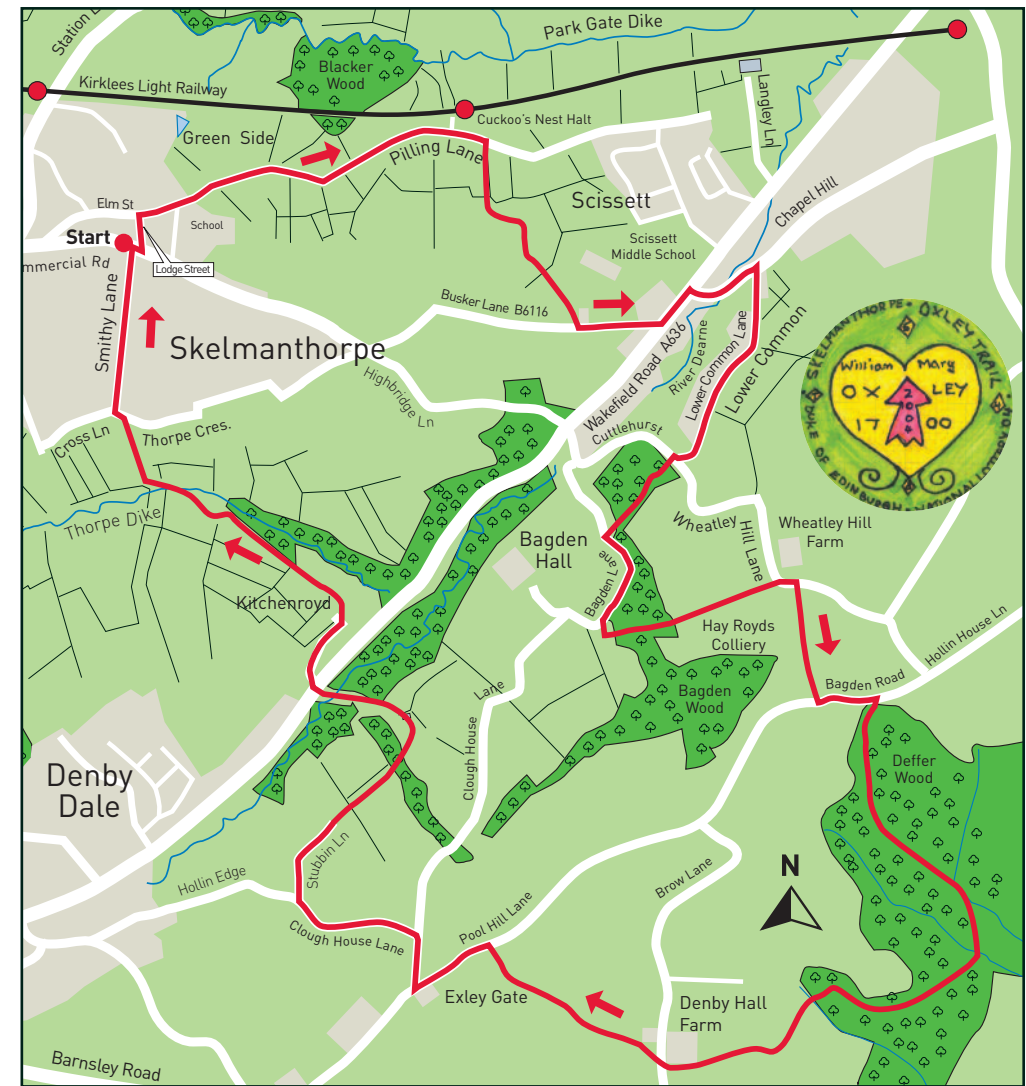 Station L
Park Gate Dike
Blacker
Wood
Kirklees Light Railway
Cuckoo's Nest Halt
Langley Ln
Green Side
Pilling Lane
Elm St
School
Scissett
Chapel Hill
Start
mmercial Rd
Lodge Street
Scissett
Middle School
Smithy Lane
Busker Lane B6116
Skelmanthorpe
Wakefield Road A636
River Dearne
Lower Common Lane
Lower Common
SKELMANTHORPE
OXLEY TRAIL
William Mary
OX LEY
2004
17 00
DUKE OF EDINBURGH
NATIONAL LOTTERY
Highbridge Ln
Cuttlehurst
Cross Ln
Thorpe Cres.
Thorpe Dike
Wheatley
Hill Lane
Wheatley Hill
Farm
Bagden
Hall
Bagden Lane
Kitchenroyd
Hay Royds
Colliery
Hollin House Ln
Bagden Road
Bagden
Wood
Clough House
Lane
Deffer
Wood
Denby
Dale
Stubbin Ln
Hollin Edge
Brow Lane
N
Clough House Lane
Pool Hill Lane
Exley Gate
Denby Hall
Farm
Barnsley Road